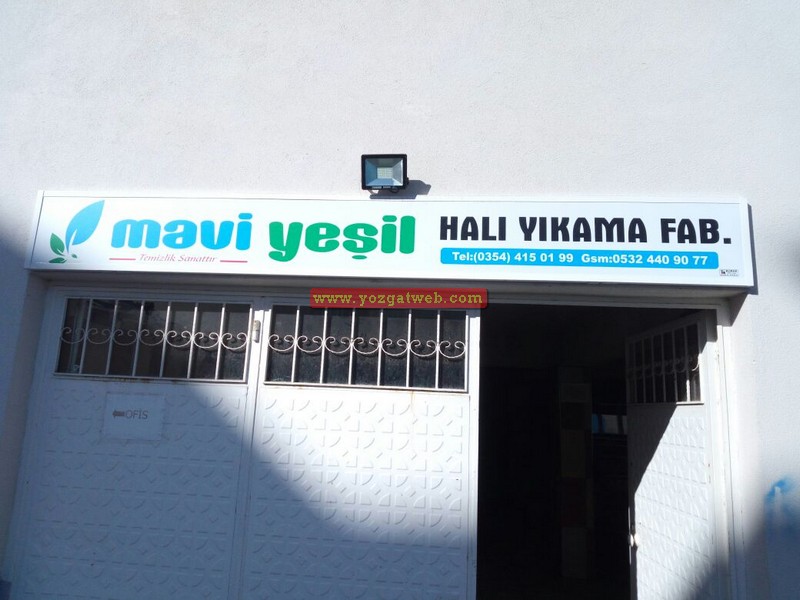 mavi yeşil HALI YIKAMA FAB.
Temizlik Sanattır
Tel:(0354) 415 01 99 Gsm:0532 440 90 77
www.yozgatweb.com
OFİS